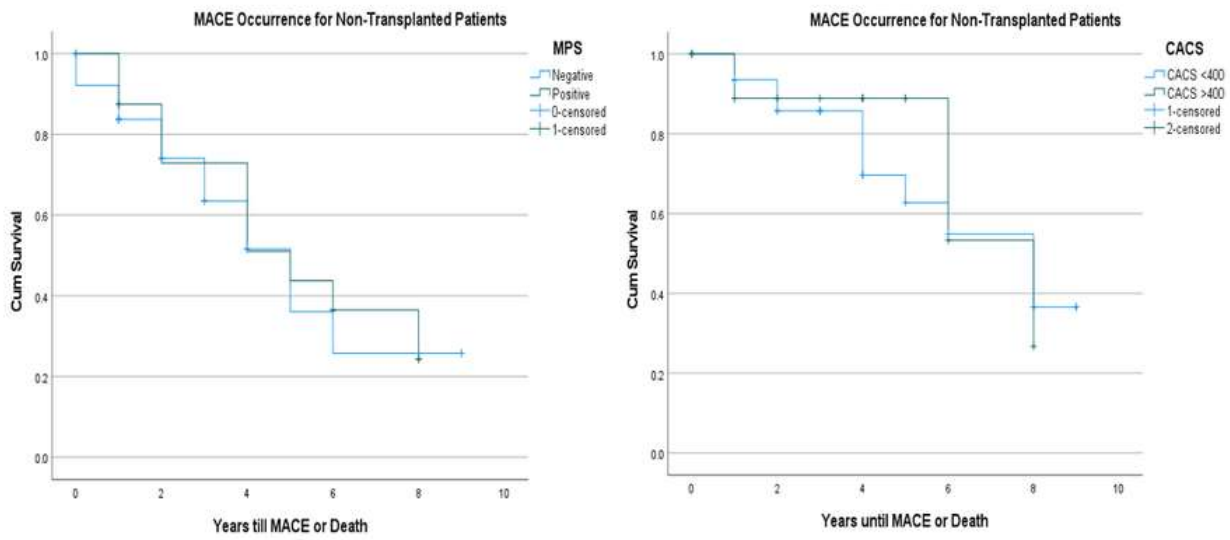 MACE Occurrence for Non-Transplanted Patients
MPS
Negative
Positive
0-censored
1-censored
1.0
0.8
0.6
0.4
0.2
0.0
Cum Survival
0 2 4 6 8 10
Years till MACE or Death
MACE Occurrence for Non-Transplanted Patients
CACS
CACS <400
CACS >400
1-censored
2-censored
1.0
0.8
0.6
0.4
0.2
0.0
Cum Survival
0 2 4 6 8 10
Years until MACE or Death